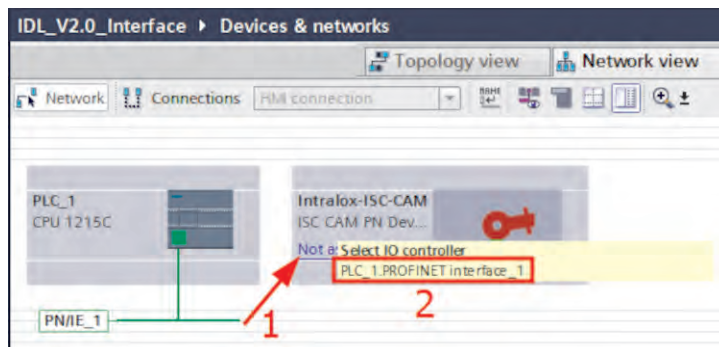 IDL_V2.0_Interface ▸ Devices & networks
Topology view Network view
Network Connections HMI connection
PLC_1
CPU 1215C
Intralox-ISC-CAM
ISC CAM PN Dev...
Not as Select IO controller
PLC_1.PROFINET interface_1
1
2
PN/IE_1